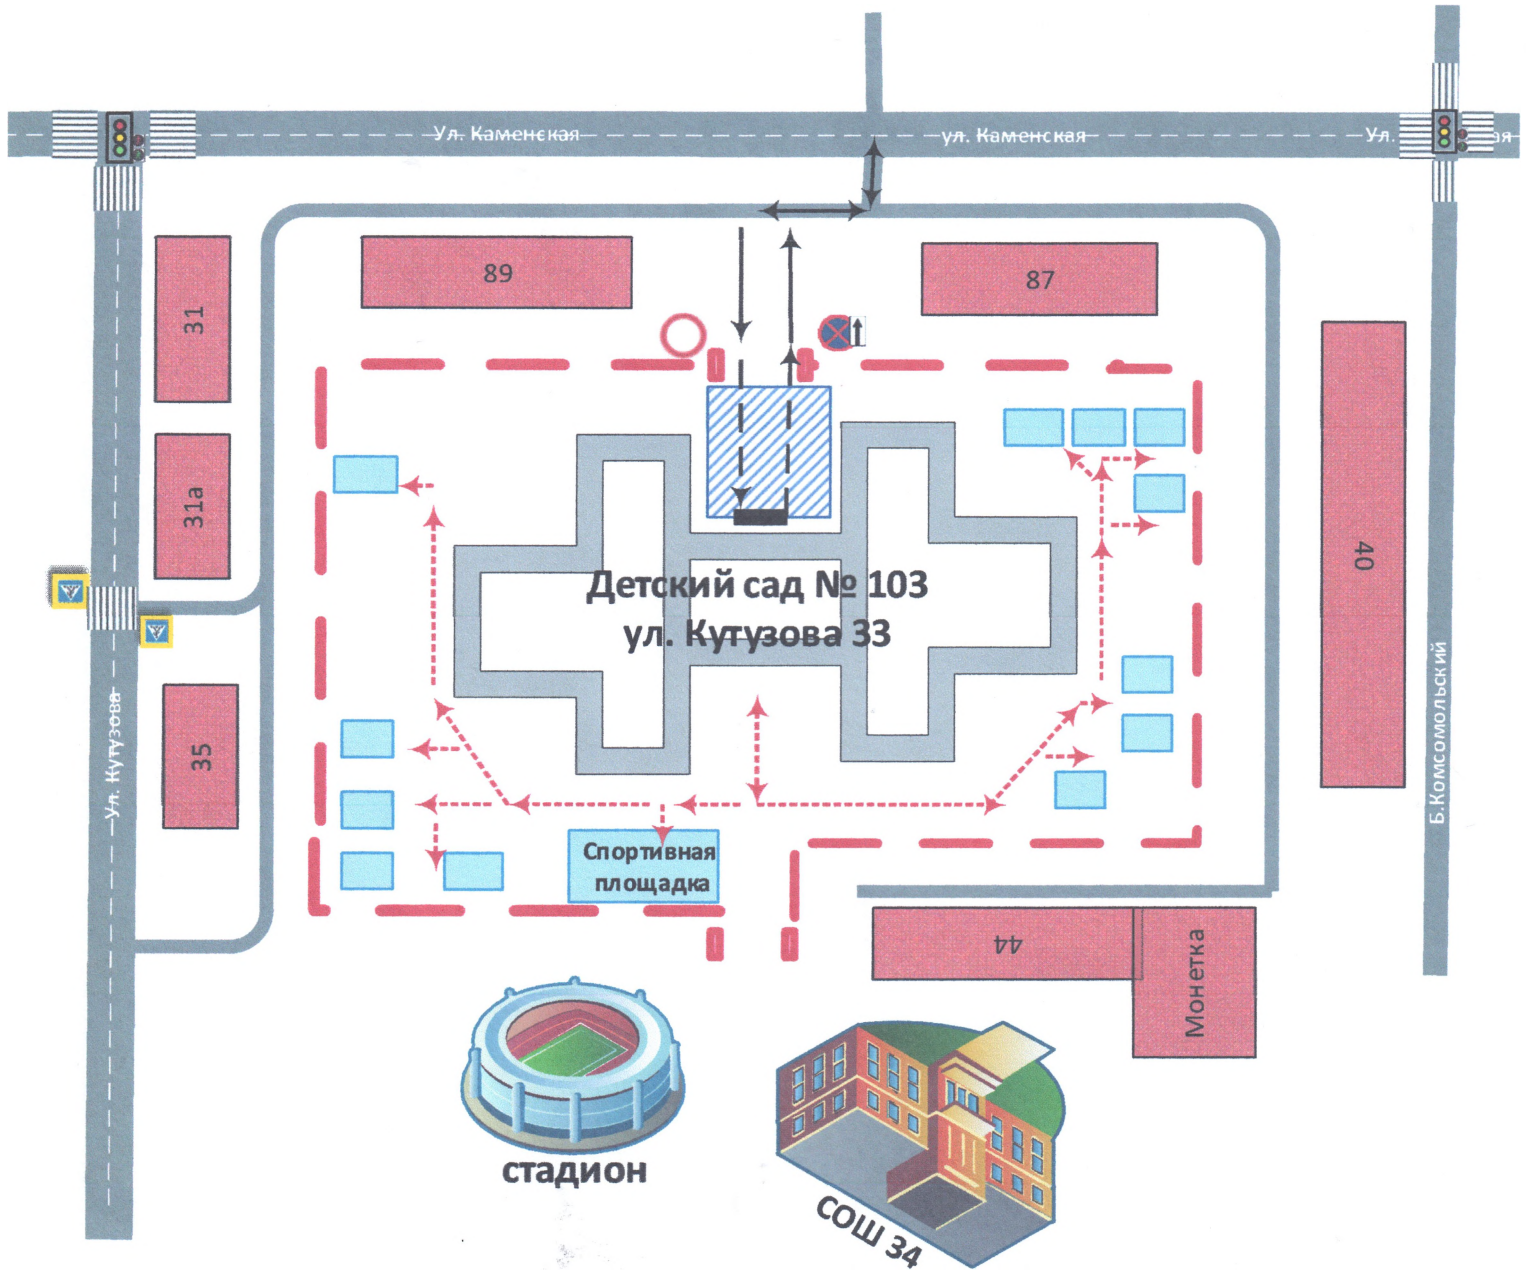 Ул. Каменская
ул. Каменская
Ул.
ая
89
87
31
31а
40
Детский сад № 103
ул. Кутузова 33
35
Ул. Кутузова
Б.Комсомольский
Спортивная
площадка
44
Монетка
стадион
СОШ 34